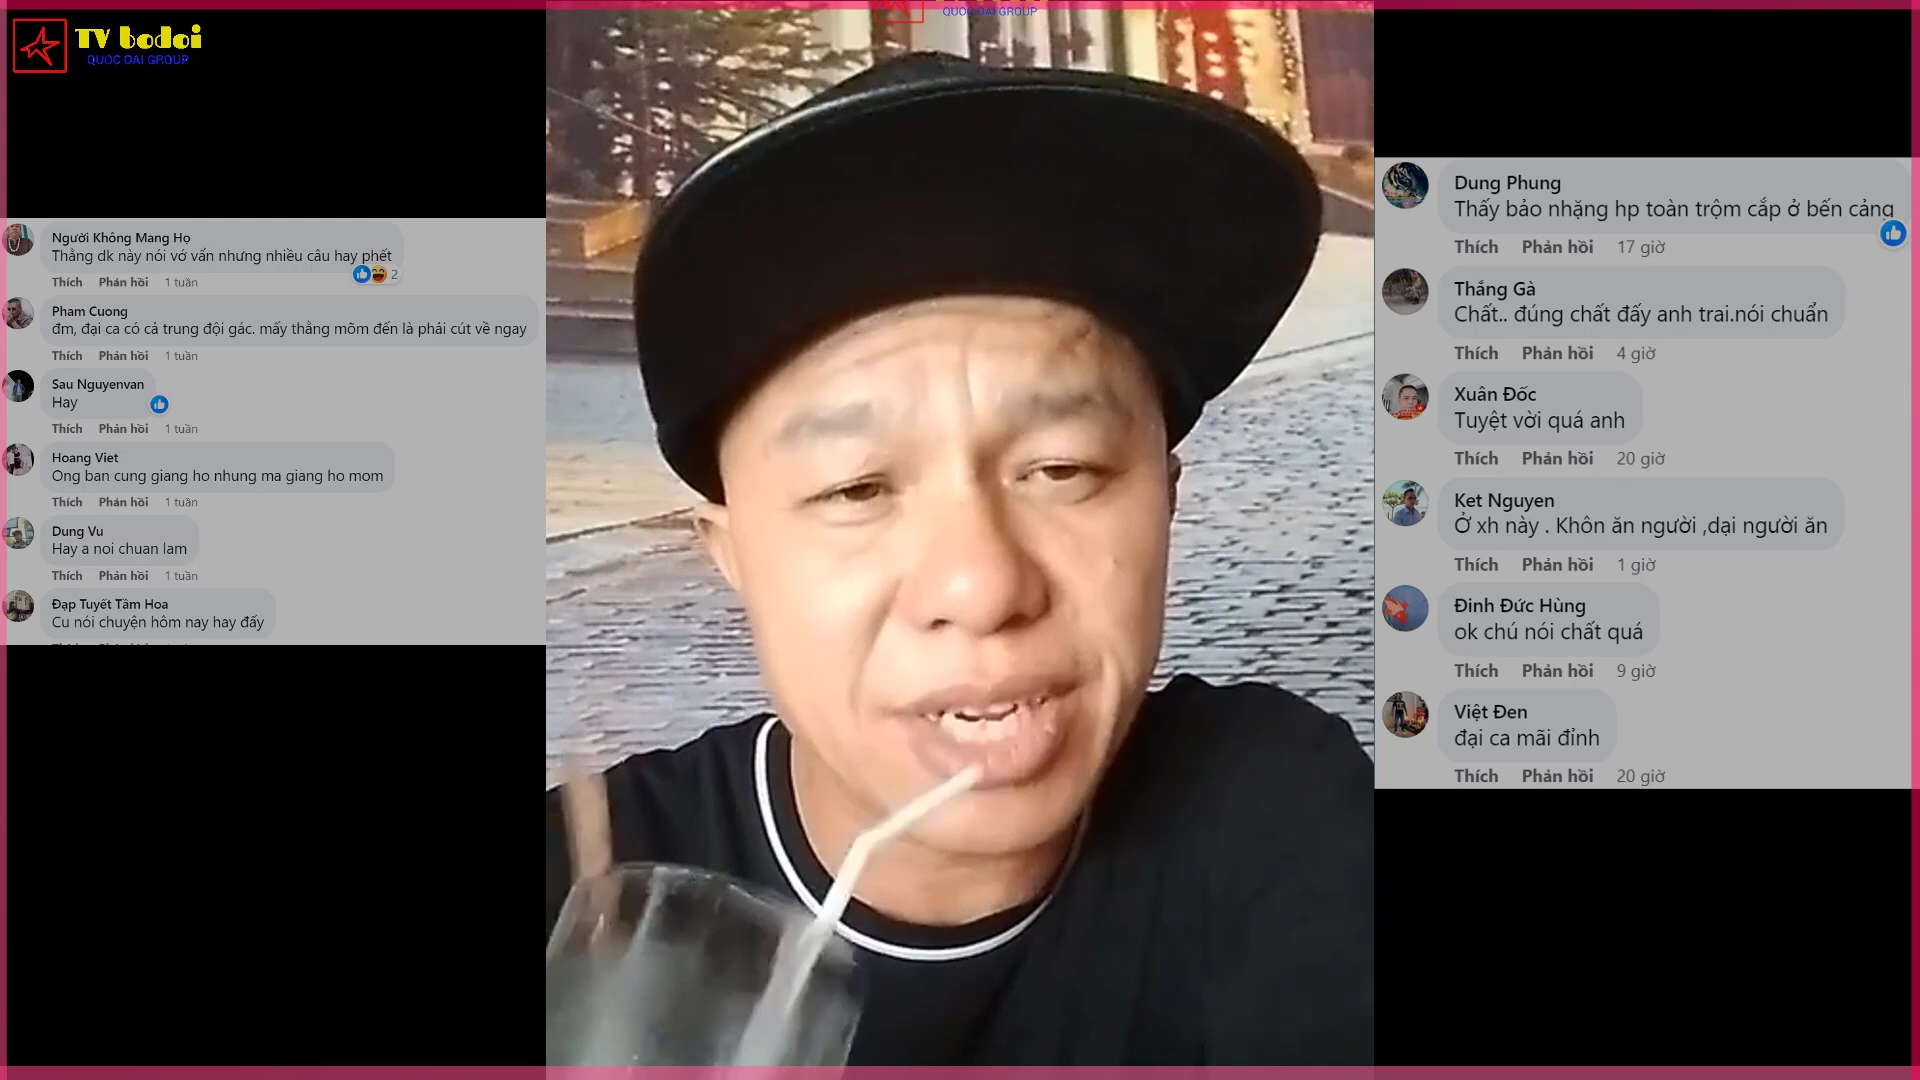 TV bodoi
QUOC OAI GROUP
QUOC OAI GROUP
Người Không Mang Họ
Thằng dk này nói vớ vẩn nhưng nhiều câu hay phết
2
Thích Phản hồi 1 tuần
Pham Cuong
đm, đại ca có cả trung đội gác. mấy thằng mõm đến là phải cút về ngay
Thích Phản hồi 1 tuần
Sau Nguyenvan
Hay
Thích Phản hồi 1 tuần
Hoang Viet
Ong ban cung giang ho nhung ma giang ho mom
Thích Phản hồi 1 tuần
Dung Vu
Hay a noi chuan lam
Thích Phản hồi 1 tuần
Đạp Tuyết Tầm Hoa
Cu nói chuyện hôm nay hay đấy
Dung Phung
Thấy bảo nhặng hp toàn trộm cắp ở bến cảng
Thích Phản hồi 17 giờ
Thắng Gà
Chất.. đúng chất đấy anh trai.nói chuẩn
Thích Phản hồi 4 giờ
Xuân Đốc
Tuyệt vời quá anh
Thích Phản hồi 20 giờ
Ket Nguyen
Ở xh này . Khôn ăn người ,dại người ăn
Thích Phản hồi 1 giờ
Đinh Đức Hùng
ok chú nói chất quá
Thích Phản hồi 9 giờ
Việt Đen
đại ca mãi đỉnh
Thích Phản hồi 20 giờ